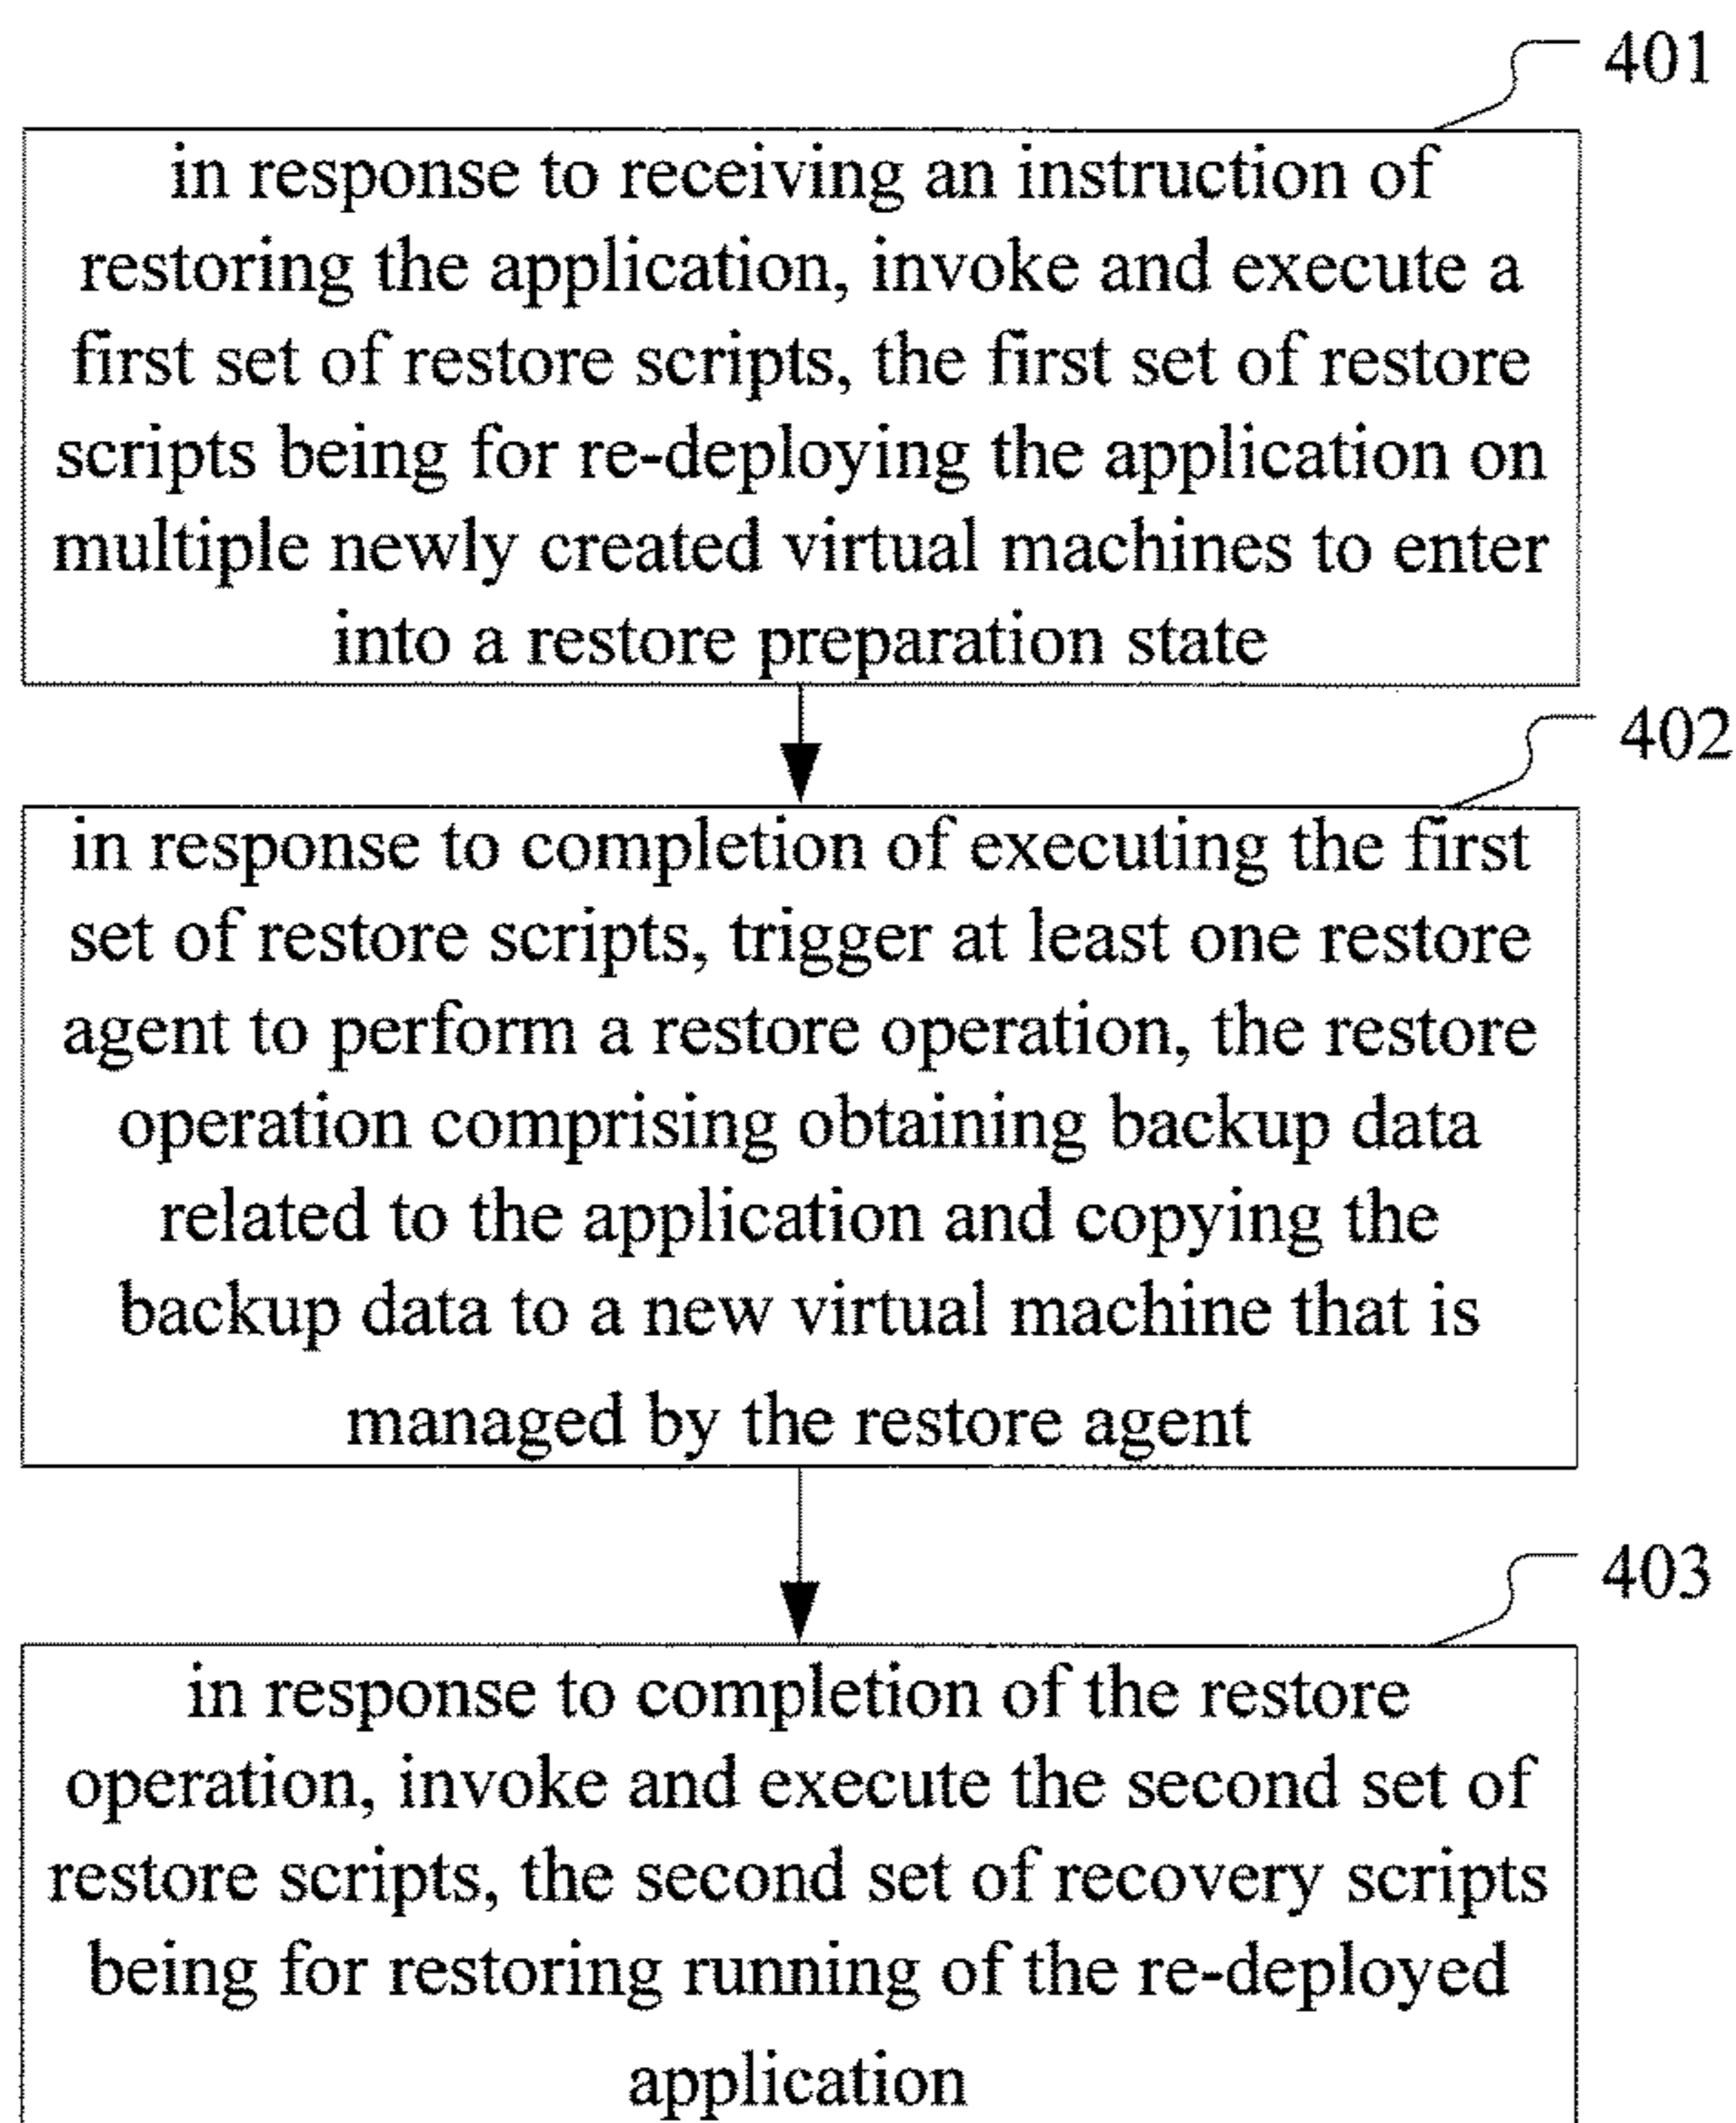 401
in response to receiving an instruction of
restoring the application, invoke and execute a
first set of restore scripts, the first set of restore
scripts being for re-deploying the application on
multiple newly created virtual machines to enter
into a restore preparation state
402
in response to completion of executing the first
set of restore scripts, trigger at least one restore
agent to perform a restore operation, the restore
operation comprising obtaining backup data
related to the application and copying the
backup data to a new virtual machine that is
managed by the restore agent
403
in response to completion of the restore
operation, invoke and execute the second set of
restore scripts, the second set of recovery scripts
being for restoring running of the re-deployed
application